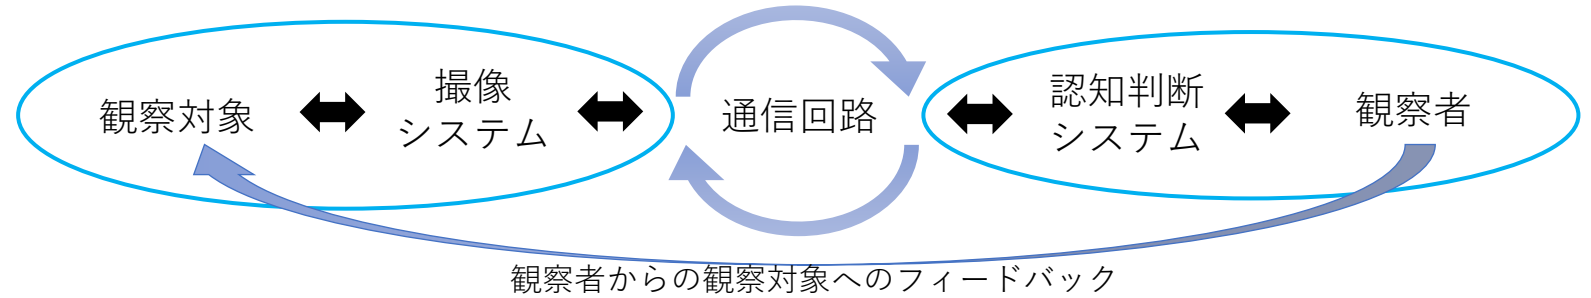 観察対象
撮像
システム
通信回路
認知判断
システム
観察者
観察者からの観察対象へのフィードバック